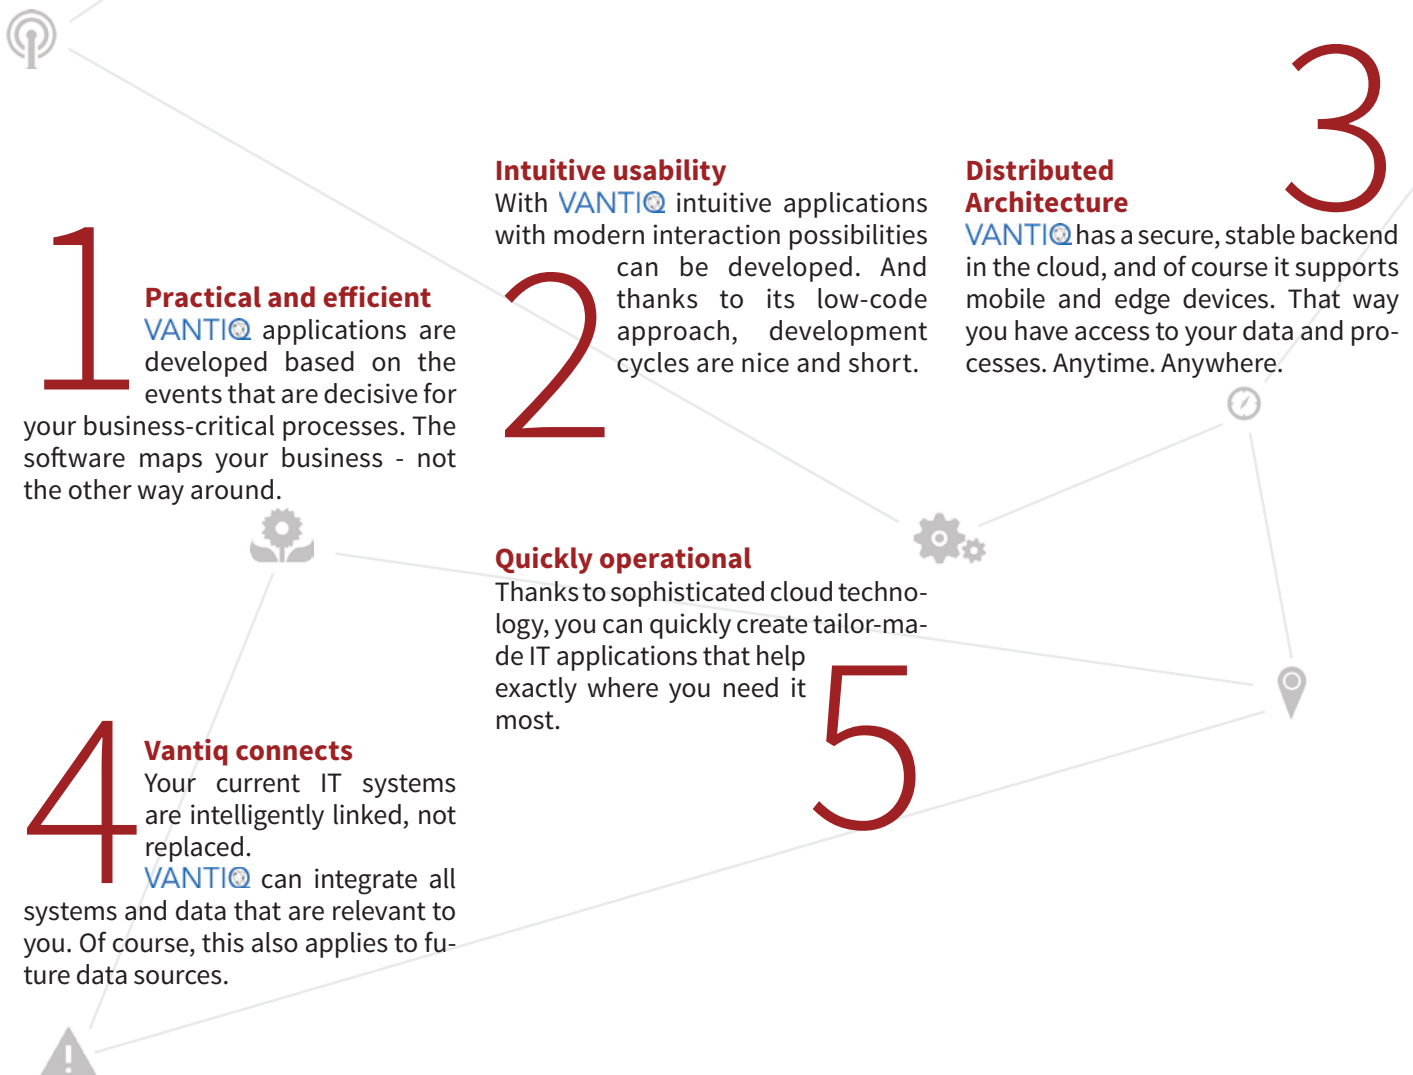 1
Practical and efficient
VANTIQ applications are
developed based on the
events that are decisive for
your business-critical processes. The
software maps your business - not
the other way around.
2
Intuitive usability
With VANTIQ intuitive applications
with modern interaction possibilities
can be developed. And
thanks to its low-code
approach, development
cycles are nice and short.
3
Distributed
Architecture
VANTIQ has a secure, stable backend
in the cloud, and of course it supports
mobile and edge devices. That way
you have access to your data and pro-
cesses. Anytime. Anywhere.
4
Vantiq connects
Your current IT systems
are intelligently linked, not
replaced.
VANTIQ can integrate all
systems and data that are relevant to
you. Of course, this also applies to fu-
ture data sources.
5
Quickly operational
Thanks to sophisticated cloud techno-
logy, you can quickly create tailor-ma-
de IT applications that help
exactly where you need it
most.